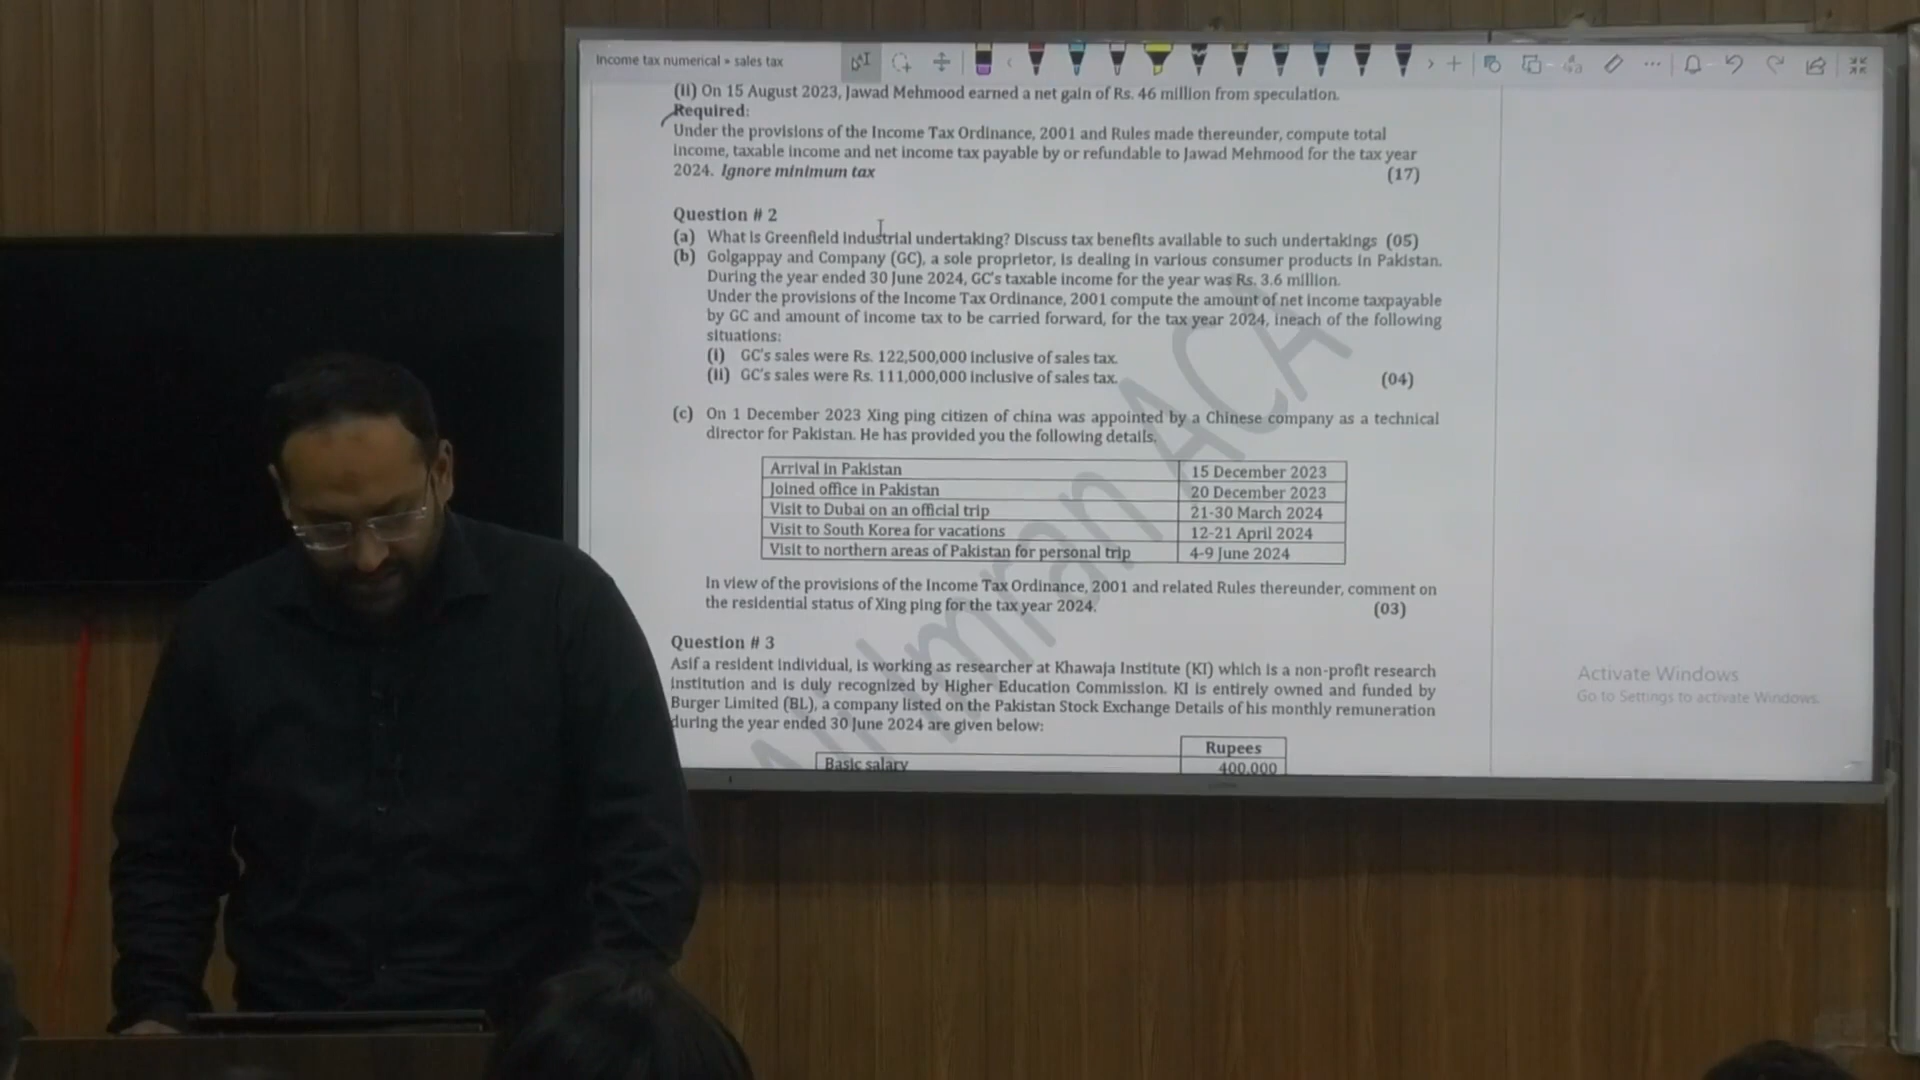 Income tax numerical » sales tax
(ii) On 15 August 2023, Jawad Mehmood earned a net gain of Rs. 46 million from speculation.
Required:
Under the provisions of the Income Tax Ordinance, 2001 and Rules made thereunder, compute total
income, taxable income and net income tax payable by or refundable to Jawad Mehmood for the tax year
2024. Ignore minimum tax (17)
Question # 2
(a) What is Greenfield industrial undertaking? Discuss tax benefits available to such undertakings (05)
(b) Golgappay and Company (GC), a sole proprietor, is dealing in various consumer products in Pakistan.
During the year ended 30 June 2024, GC's taxable income for the year was Rs. 3.6 million.
Under the provisions of the Income Tax Ordinance, 2001 compute the amount of net income taxpayable
by GC and amount of income tax to be carried forward, for the tax year 2024, ineach of the following
situations:
(i) GC's sales were Rs. 122,500,000 inclusive of sales tax.
(ii) GC's sales were Rs. 111,000,000 inclusive of sales tax. (04)
(c) On 1 December 2023 Xing ping citizen of china was appointed by a Chinese company as a technical
director for Pakistan. He has provided you the following details.
Arrival in Pakistan 15 December 2023
Joined office in Pakistan 20 December 2023
Visit to Dubai on an official trip 21-30 March 2024
Visit to South Korea for vacations 12-21 April 2024
Visit to northern areas of Pakistan for personal trip 4-9 June 2024
In view of the provisions of the Income Tax Ordinance, 2001 and related Rules thereunder, comment on
the residential status of Xing ping for the tax year 2024. (03)
Question # 3
Asif a resident individual, is working as researcher at Khawaja Institute (KI) which is a non-profit research
institution and is duly recognized by Higher Education Commission. KI is entirely owned and funded by
Burger Limited (BL), a company listed on the Pakistan Stock Exchange Details of his monthly remuneration
during the year ended 30 June 2024 are given below:
Rupees
Basic salary 400,000
Ali Imran ACA
Activate Windows
Go to Settings to activate Windows.